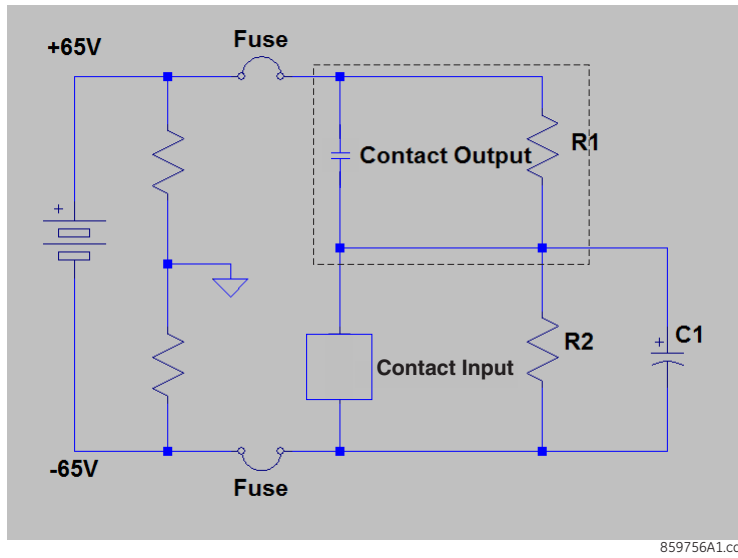 +65V
Fuse
R1
Contact Output
+
R2
C1
+
Contact Input
-65V
Fuse
859756A1.cc